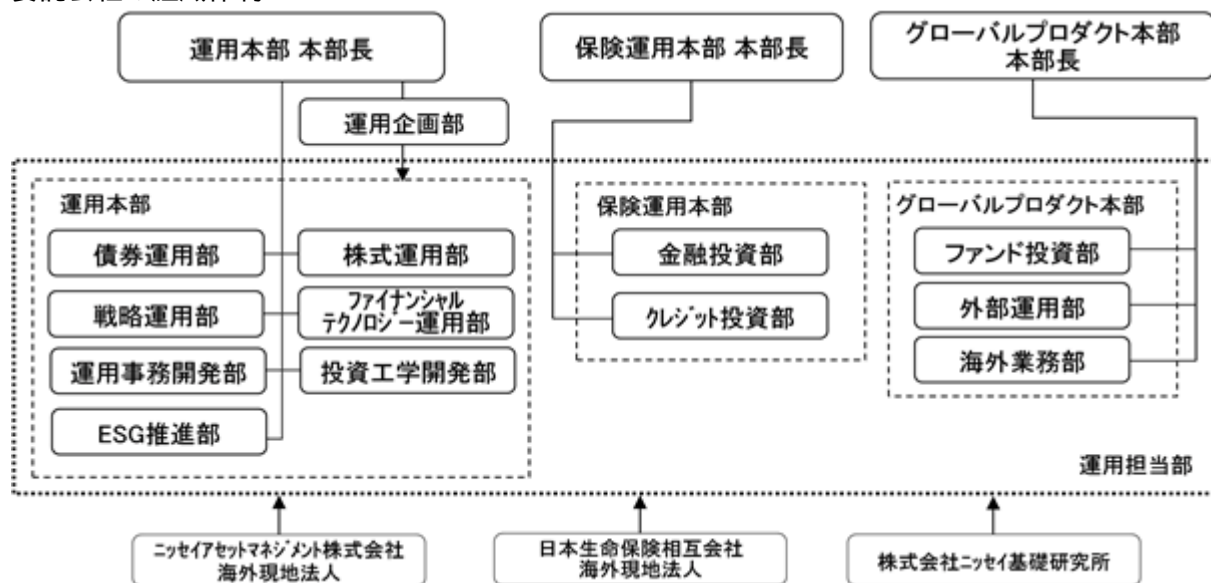 運用本部 本部長
保険運用本部 本部長
グローバルプロダクト本部
本部長
運用企画部
運用本部
債券運用部
株式運用部
戦略運用部
ファイナンシャル
テクノロジー運用部
運用事務開発部
投資工学開発部
ESG推進部
保険運用本部
金融投資部
クレジット投資部
グローバルプロダクト本部
ファンド投資部
外部運用部
海外業務部
運用担当部
ニッセイアセットマネジメント株式会社
海外現地法人
日本生命保険相互会社
海外現地法人
株式会社ニッセイ基礎研究所